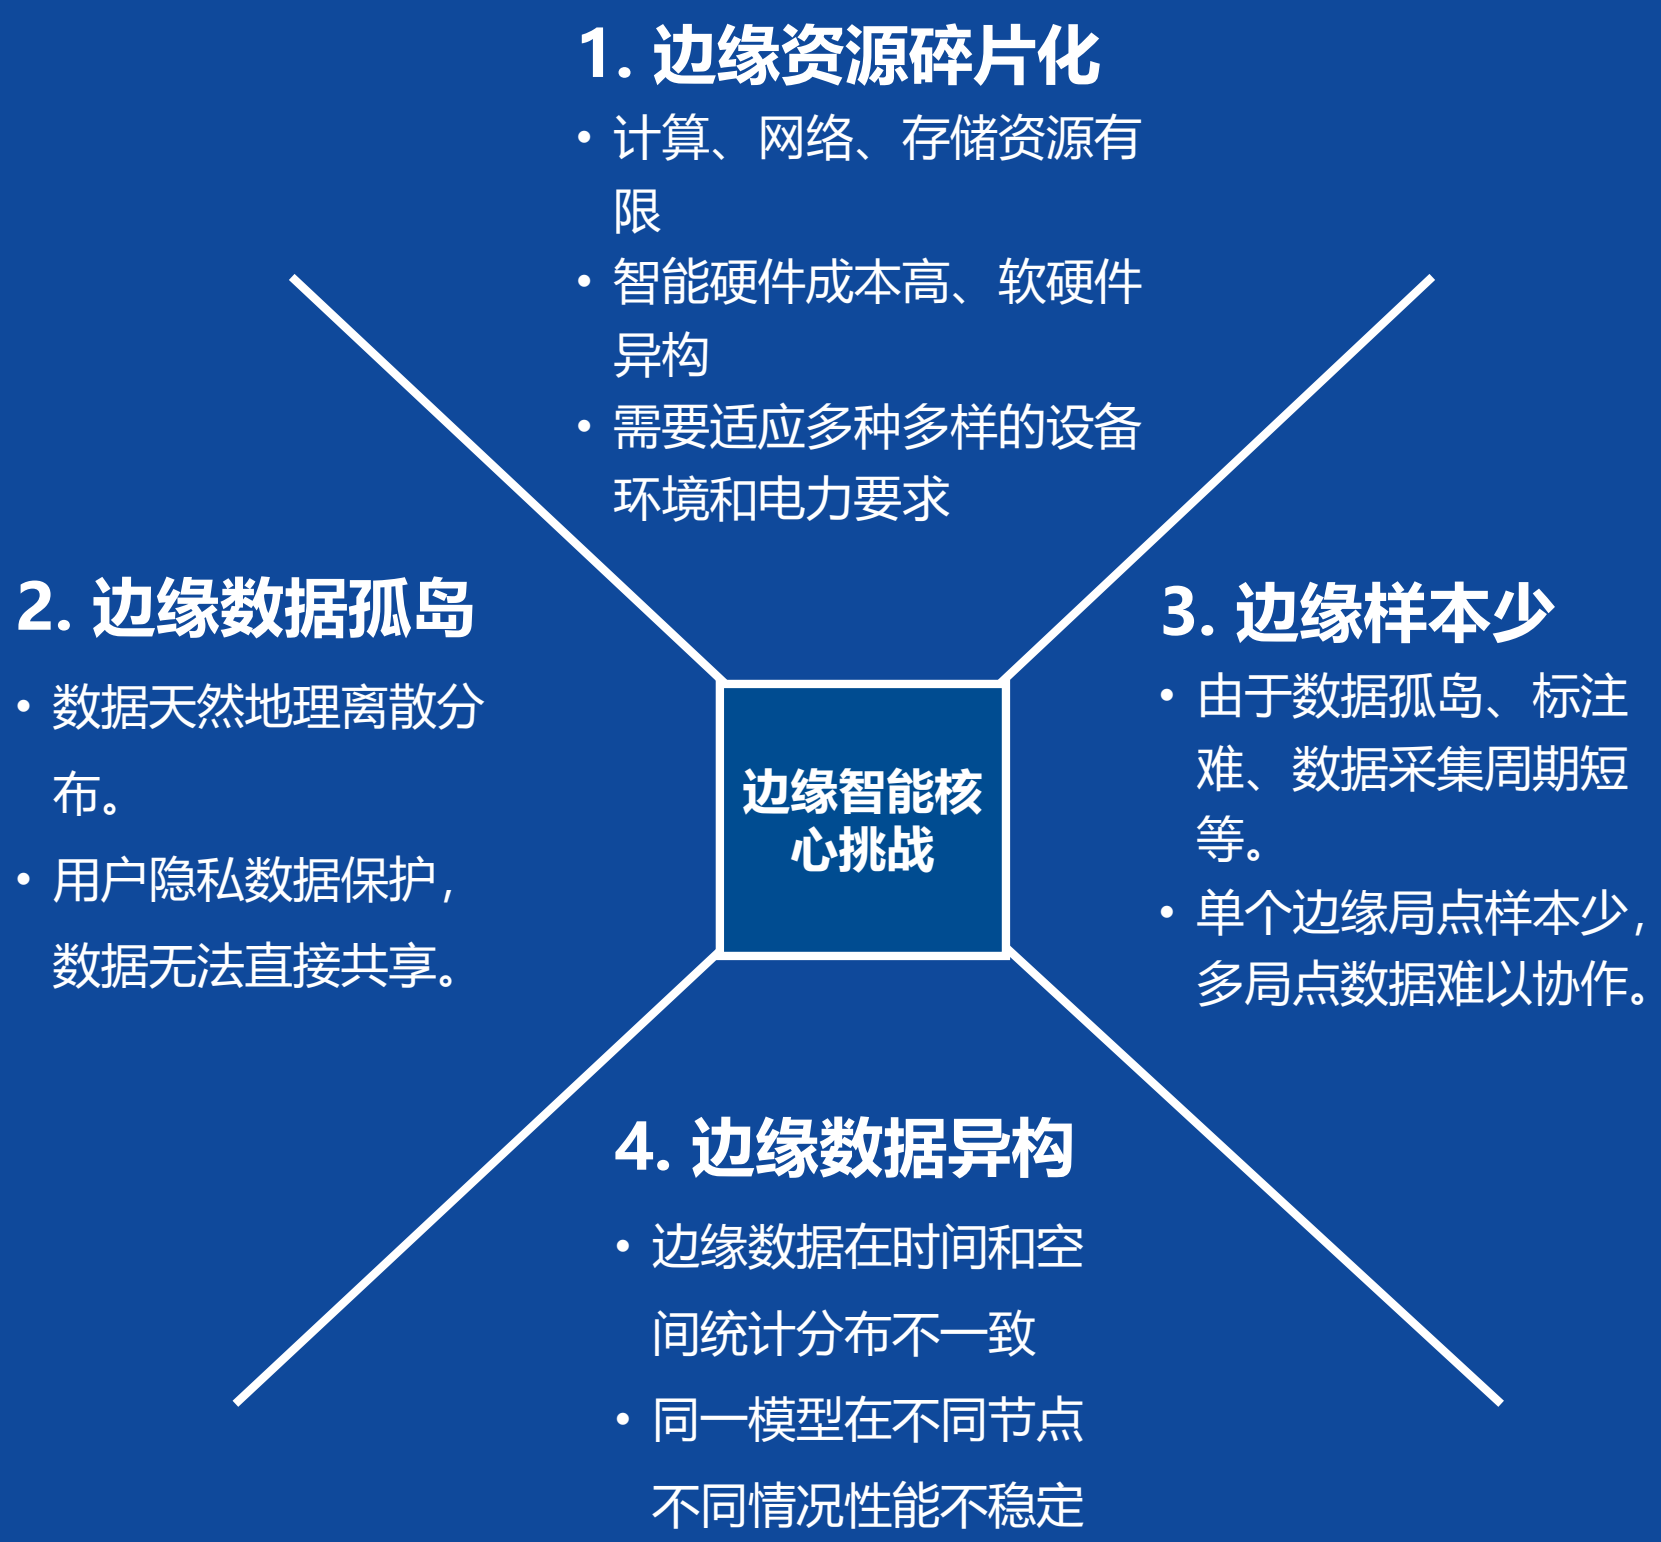 1. 边缘资源碎片化
• 计算、网络、存储资源有
限
• 智能硬件成本高、软硬件
异构
• 需要适应多种多样的设备
环境和电力要求
2. 边缘数据孤岛
• 数据天然地理离散分
布。
• 用户隐私数据保护,
数据无法直接共享。
边缘智能核
心挑战
3. 边缘样本少
• 由于数据孤岛、标注
难、数据采集周期短
等。
• 单个边缘局点样本少,
多局点数据难以协作。
4. 边缘数据异构
• 边缘数据在时间和空
间统计分布不一致
• 同一模型在不同节点
不同情况性能不稳定